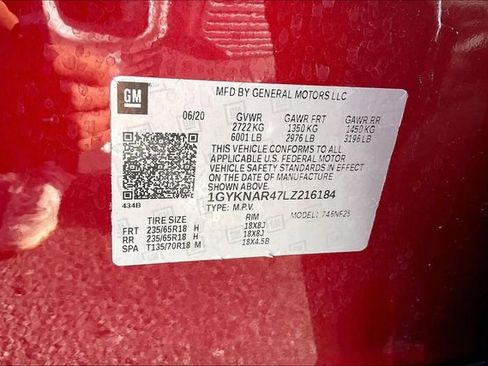 GM
MFD BY GENERAL MOTORS LLC
06/20 GVWR GAWR FRT GAWR RR
2722 KG 1350 KG 1450 KG
6001 LB 2976 LB 3196 LB
THIS VEHICLE CONFORMS TO ALL
APPLICABLE U.S. FEDERAL MOTOR
VEHICLE SAFETY STANDARDS IN EFFECT
ON THE DATE OF MANUFACTURE
SHOWN ABOVE.
1GYKNAR47LZ216184
TYPE: M.P.V. MODEL: 746NF26
434B
TIRE SIZE RIM
FRT 235/65R18 H 18X8J
RR 235/65R18 H 18X8J
SPA T135/70R18 M 18X4.5B